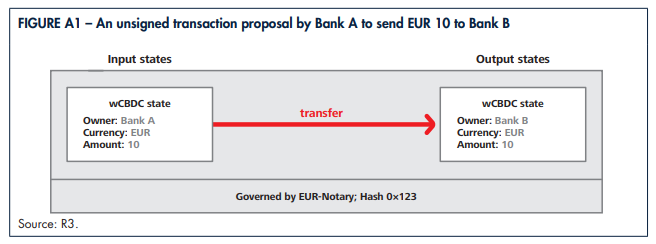 FIGURE A1 – An unsigned transaction proposal by Bank A to send EUR 10 to Bank B
Input states
Output states
wCBDC state
Owner: Bank A
Currency: EUR
Amount: 10
transfer
wCBDC state
Owner: Bank B
Currency: EUR
Amount: 10
Governed by EUR-Notary; Hash 0×123
Source: R3.